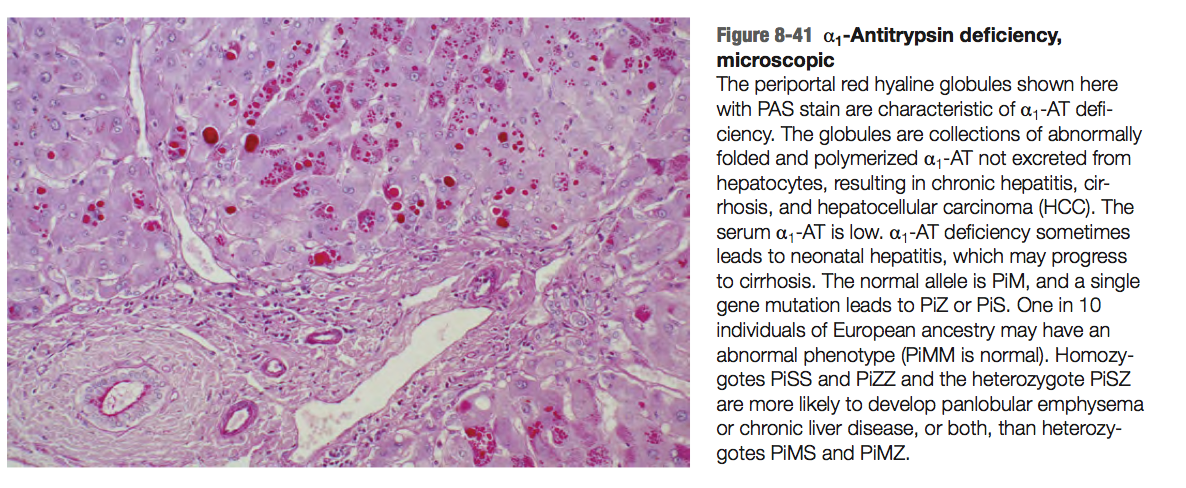 Figure 8-41 α₁-Antitrypsin deficiency,
microscopic
The periportal red hyaline globules shown here
with PAS stain are characteristic of α₁-AT defi-
ciency. The globules are collections of abnormally
folded and polymerized α₁-AT not excreted from
hepatocytes, resulting in chronic hepatitis, cir-
rhosis, and hepatocellular carcinoma (HCC). The
serum α₁-AT is low. α₁-AT deficiency sometimes
leads to neonatal hepatitis, which may progress
to cirrhosis. The normal allele is PiM, and a single
gene mutation leads to PiZ or PiS. One in 10
individuals of European ancestry may have an
abnormal phenotype (PiMM is normal). Homozy-
gotes PiSS and PiZZ and the heterozygote PiSZ
are more likely to develop panlobular emphysema
or chronic liver disease, or both, than heterozy-
gotes PiMS and PiMZ.